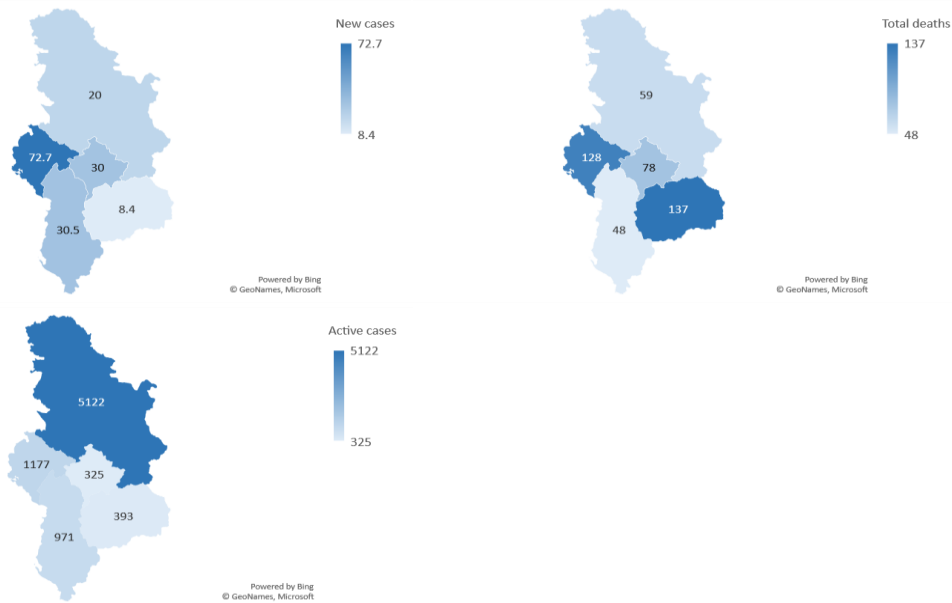 New cases
72.7
8.4
20
72.7
30
8.4
30.5
Powered by Bing
© GeoNames, Microsoft
Total deaths
137
48
59
128
78
137
48
Powered by Bing
© GeoNames, Microsoft
Active cases
5122
325
5122
1177
325
393
971
Powered by Bing
© GeoNames, Microsoft